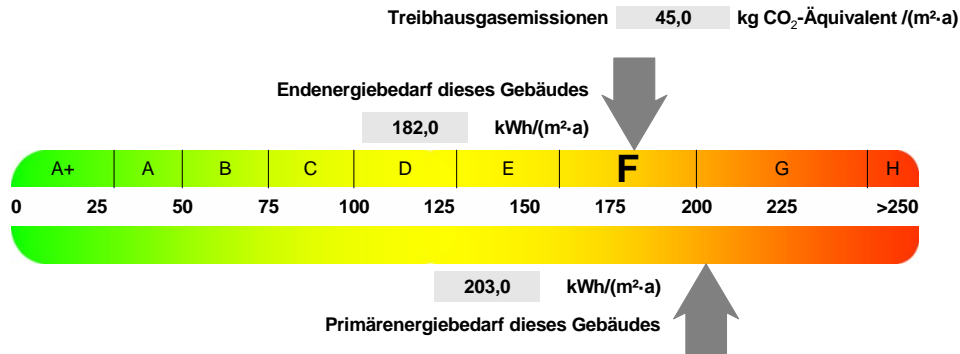 Treibhausgasemissionen 45,0 kg CO₂-Äquivalent /(m²·a)
Endenergiebedarf dieses Gebäudes
182,0 kWh/(m²·a)
A+ A B C D E F G H
0 25 50 75 100 125 150 175 200 225 >250
203,0 kWh/(m²·a)
Primärenergiebedarf dieses Gebäudes